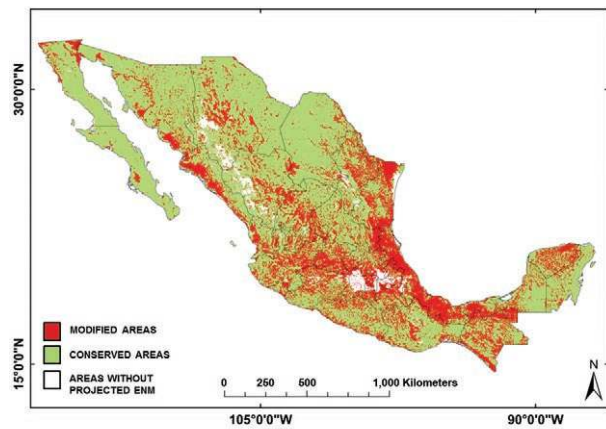 30°0'0"N
15°0'0"N
MODIFIED AREAS
CONSERVED AREAS
AREAS WITHOUT
PROJECTED ENM
0 250 500 1,000 Kilometers
N
105°0'0"W
90°0'0"W